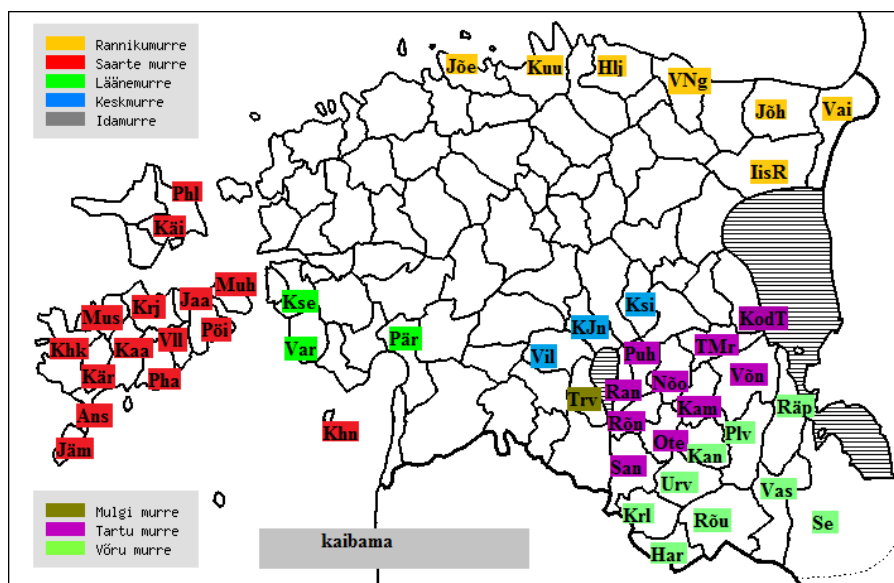 Rannikumurre
Saarte murre
Läänemurre
Keskmurre
Idamurre
Jõe
Kuu
Hlj
VNg
Jõh
Vai
IisR
Phl
Käi
Muh
Jaa
Krj
Mus
Pöi
Vll
Kaa
Khk
Kär
Pha
Ans
Jäm
Khn
Kse
Var
Pär
Ksi
KJn
Vil
Trv
KodT
TMr
Puh
Võn
Nõo
Ran
Kam
Rõn
Ote
San
Räp
Plv
Kan
Urv
Vas
Krl
Rõu
Se
Har
Mulgi murre
Tartu murre
Võru murre
kaibama